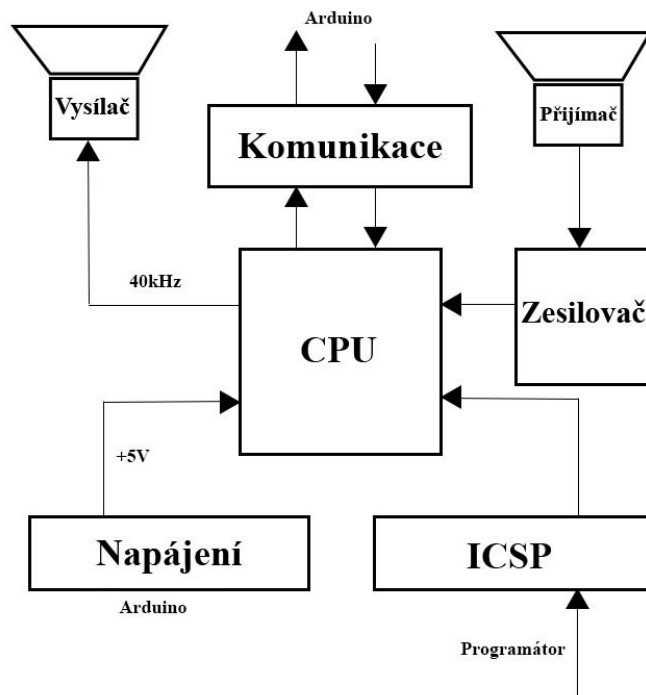 Arduino
Vysílač
Přijímač
Komunikace
40kHz
Zesilovač
CPU
+5V
Napájení
ICSP
Arduino
Programátor